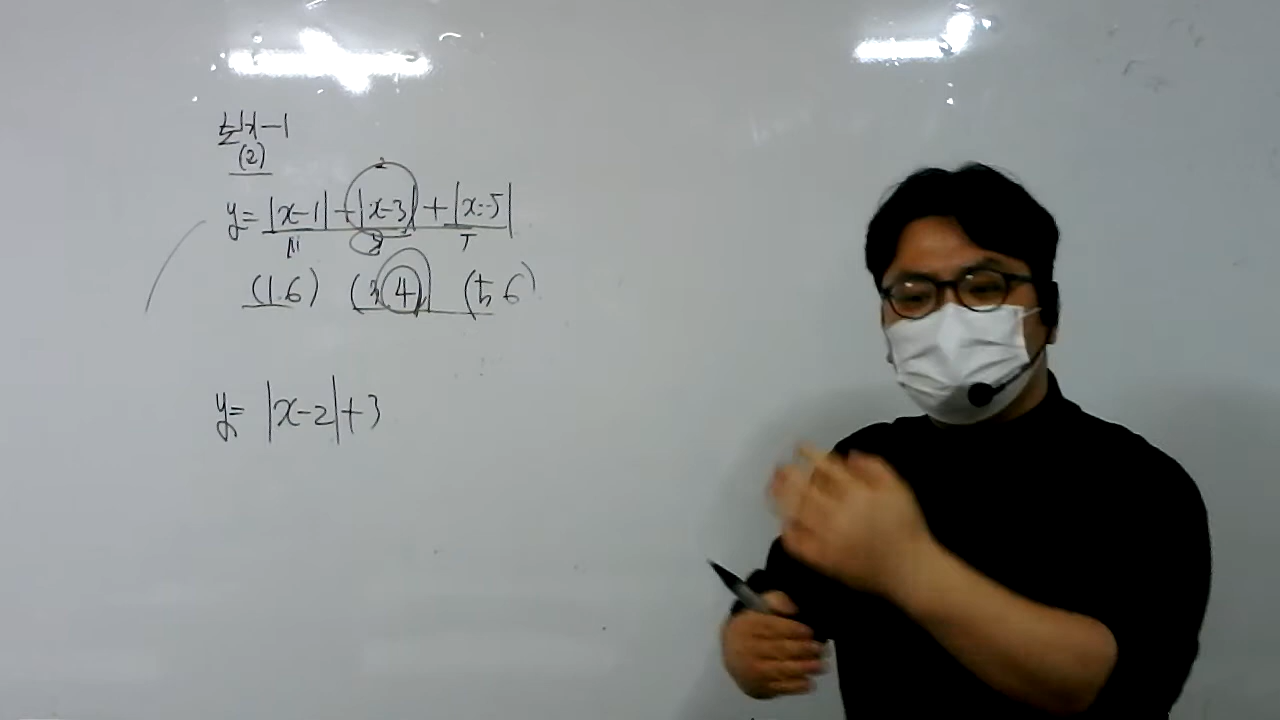 (2)
y= |x-1|+|x-3|+|x-5|
(1.6) (3,4) (5,6)
y= |x-2|+3